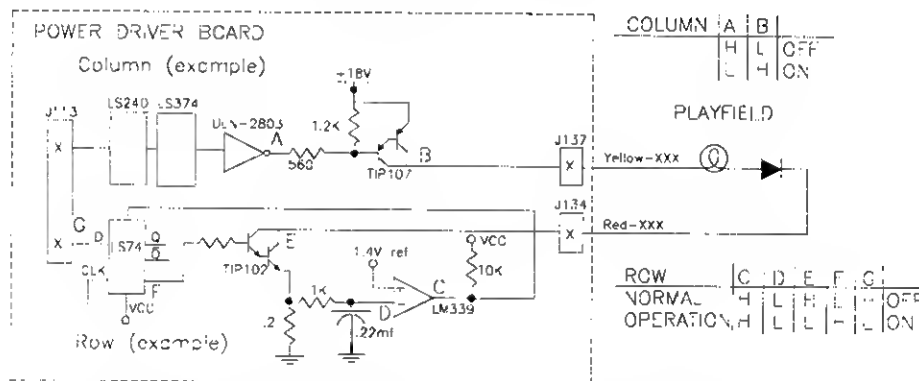 POWER DRIVER BOARD
Column (example)
COLUMN A B
H L OFF
L H ON
+18V
J113
LS240 LS374
ULN-2803
A
1.2K
560
B
TIP107
J137
PLAYFIELD
X
X
Yellow-XXX
J134
X
Red-XXX
G
X
D
LS74
Q
Q
CLK
F
VCC
E
TIP102
1.4V ref
VCC
10K
1K
C
D
LM339
.2
.22mf
Row (example)
ROW C D E F G
NORMAL H L H L H OFF
OPERATION, H L L H L ON